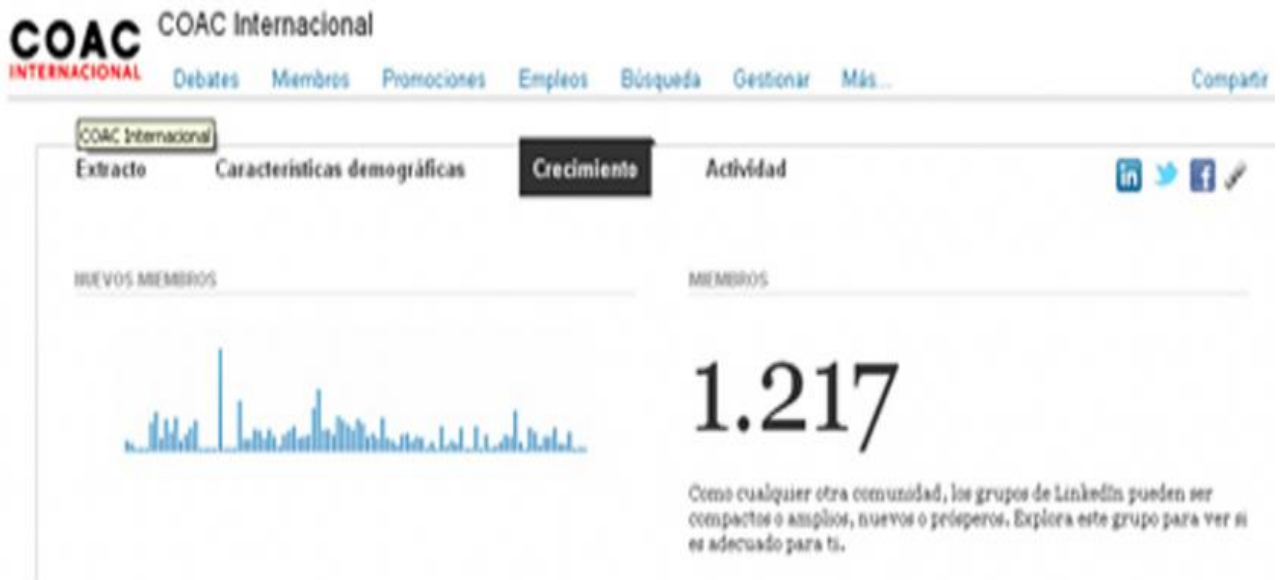 COAC
INTERNACIONAL
COAC Internacional
Debates Miembros Promociones Empleos Búsqueda Gestionar Más... Compartir
COAC Internacional
Extracto Características demográficas Crecimiento Actividad
in f
NUEVOS MIEMBROS
MIEMBROS
1.217
Como cualquier otra comunidad, los grupos de LinkedIn pueden ser
compactos o amplios, nuevos o prósperos. Explora este grupo para ver si
es adecuado para ti.